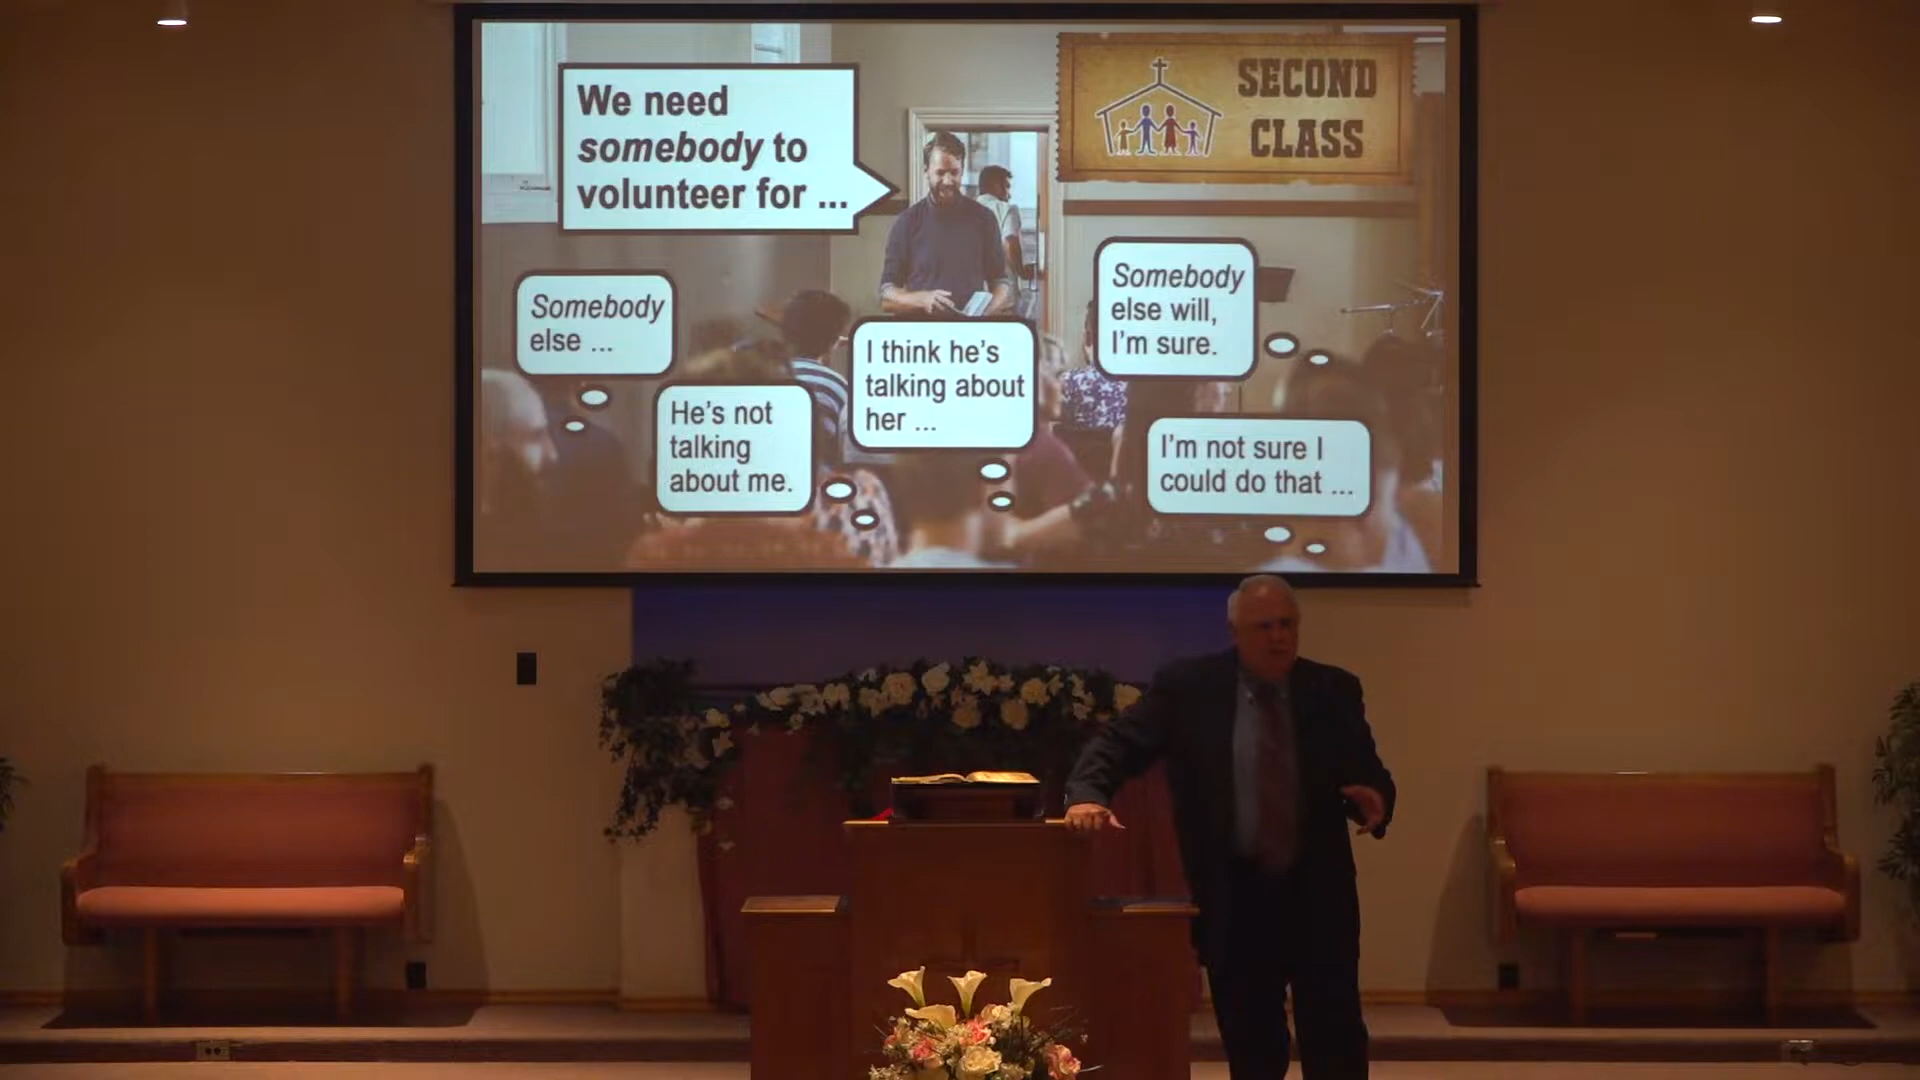 We need
somebody to
volunteer for ...
SECOND
CLASS
Somebody
else ...
He's not
talking
about me.
I think he's
talking about
her ...
Somebody
else will,
I'm sure.
I'm not sure I
could do that ...